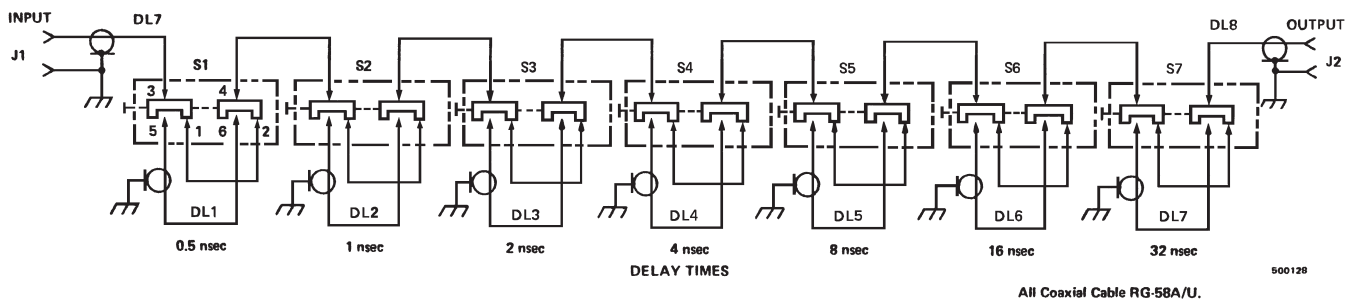 INPUT
DL7
DL8
OUTPUT
J1
J2
S1
S2
S3
S4
S5
S6
S7
3
4
5
1
6
2
DL1
DL2
DL3
DL4
DL5
DL6
DL7
0.5 nsec
1 nsec
2 nsec
4 nsec
8 nsec
16 nsec
32 nsec
DELAY TIMES
500128
All Coaxial Cable RG-58A/U.